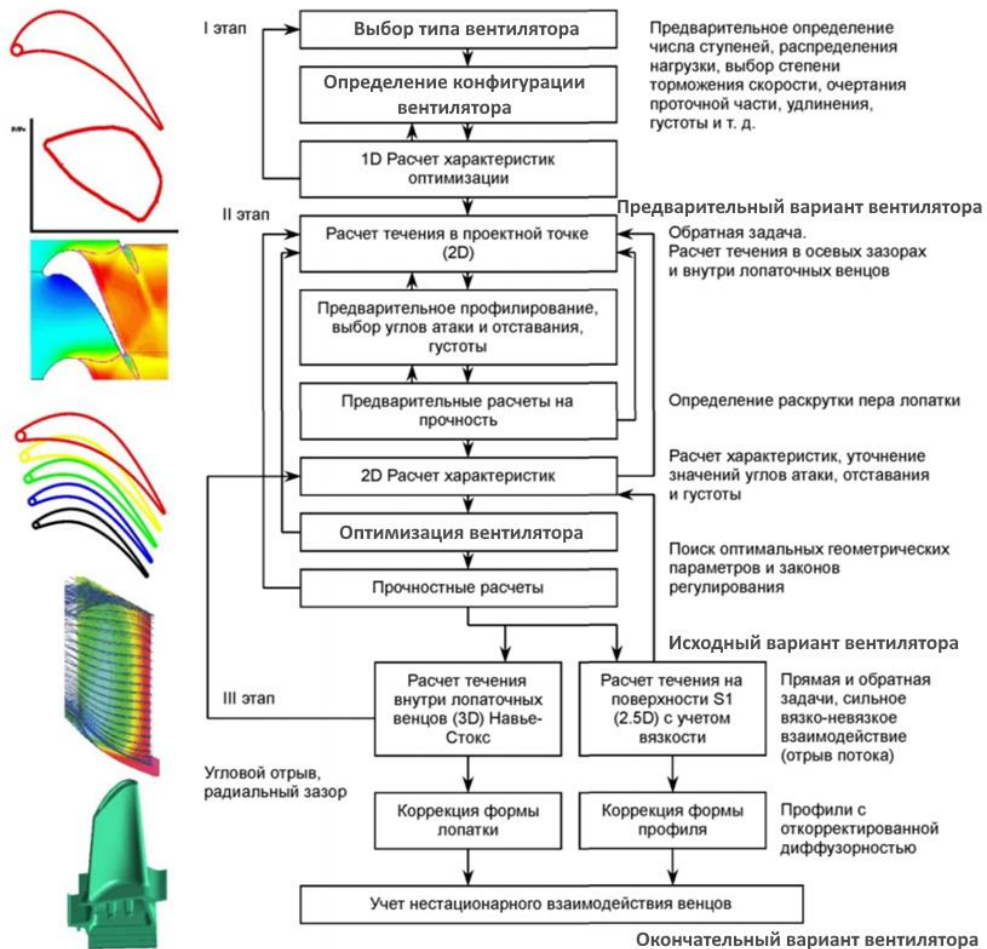 I этап
Выбор типа вентилятора
Предварительное определение
числа ступеней, распределения
нагрузки, выбор степени
торможения скорости, очертания
проточной части, удлинения,
густоты и т. д.
Определение конфигурации
вентилятора
1D Расчет характеристик
оптимизации
II этап
Предварительный вариант вентилятора
Расчет течения в проектной точке
(2D)
Обратная задача.
Расчет течения в осевых зазорах
и внутри лопаточных венцов
Предварительное профилирование,
выбор углов атаки и отставания,
густоты
Предварительные расчеты на
прочность
Определение раскрутки пера лопатки
2D Расчет характеристик
Расчет характеристик, уточнение
значений углов атаки, отставания
и густоты
Оптимизация вентилятора
Поиск оптимальных геометрических
параметров и законов
регулирования
Прочностные расчеты
Исходный вариант вентилятора
III этап
Расчет течения
внутри лопаточных
венцов (3D) Навье-
Стокс
Расчет течения на
поверхности S1
(2.5D) с учетом
вязкости
Прямая и обратная
задачи, сильное
вязко-невязкое
взаимодействие
(отрыв потока)
Угловой отрыв,
радиальный зазор
Коррекция формы
лопатки
Коррекция формы
профиля
Профили с
откорректированной
диффузорностью
Учет нестационарного взаимодействия венцов
Окончательный вариант вентилятора